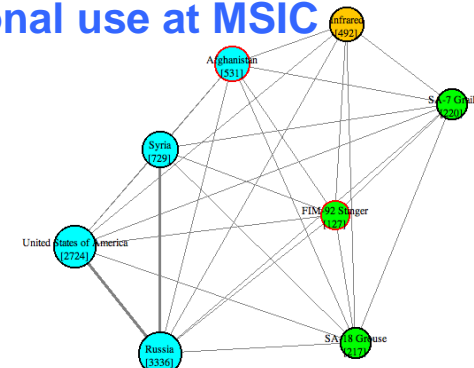 onal use at MSIC
Infrared
[492]
Afghanistan
[531]
SA-7 Grail
[220]
Syria
[729]
FIM-92 Stinger
[127]
United States of America
[2724]
SA-18 Grouse
[217]
Russia
[3336]